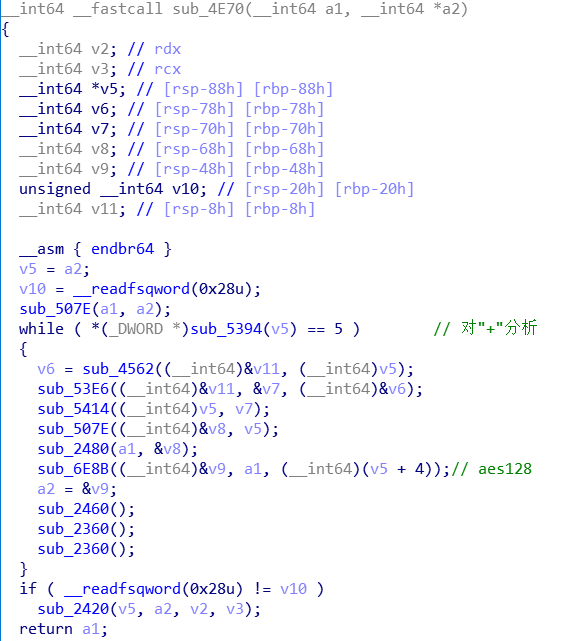 __int64 __fastcall sub_4E70(__int64 a1, __int64 *a2)
{
  __int64 v2; // rdx
  __int64 v3; // rcx
  __int64 *v5; // [rsp-88h] [rbp-88h]
  __int64 v6; // [rsp-78h] [rbp-78h]
  __int64 v7; // [rsp-70h] [rbp-70h]
  __int64 v8; // [rsp-68h] [rbp-68h]
  __int64 v9; // [rsp-48h] [rbp-48h]
  unsigned __int64 v10; // [rsp-20h] [rbp-20h]
  __int64 v11; // [rsp-8h] [rbp-8h]

  __asm { endbr64 }
  v5 = a2;
  v10 = __readfsqword(0x28u);
  sub_507E(a1, a2);
  while ( *(_DWORD *)sub_5394(v5) == 5 )        // 对"+"分析
  {
    v6 = sub_4562((__int64)&v11, (__int64)v5);
    sub_53E6((__int64)&v11, &v7, (__int64)&v6);
    sub_5414((__int64)v5, v7);
    sub_507E((__int64)&v8, v5);
    sub_2480(a1, &v8);
    sub_6E8B((__int64)&v9, a1, (__int64)(v5 + 4));// aes128
    a2 = &v9;
    sub_2460();
    sub_2360();
    sub_2360();
  }
  if ( __readfsqword(0x28u) != v10 )
    sub_2420(v5, a2, v2, v3);
  return a1;